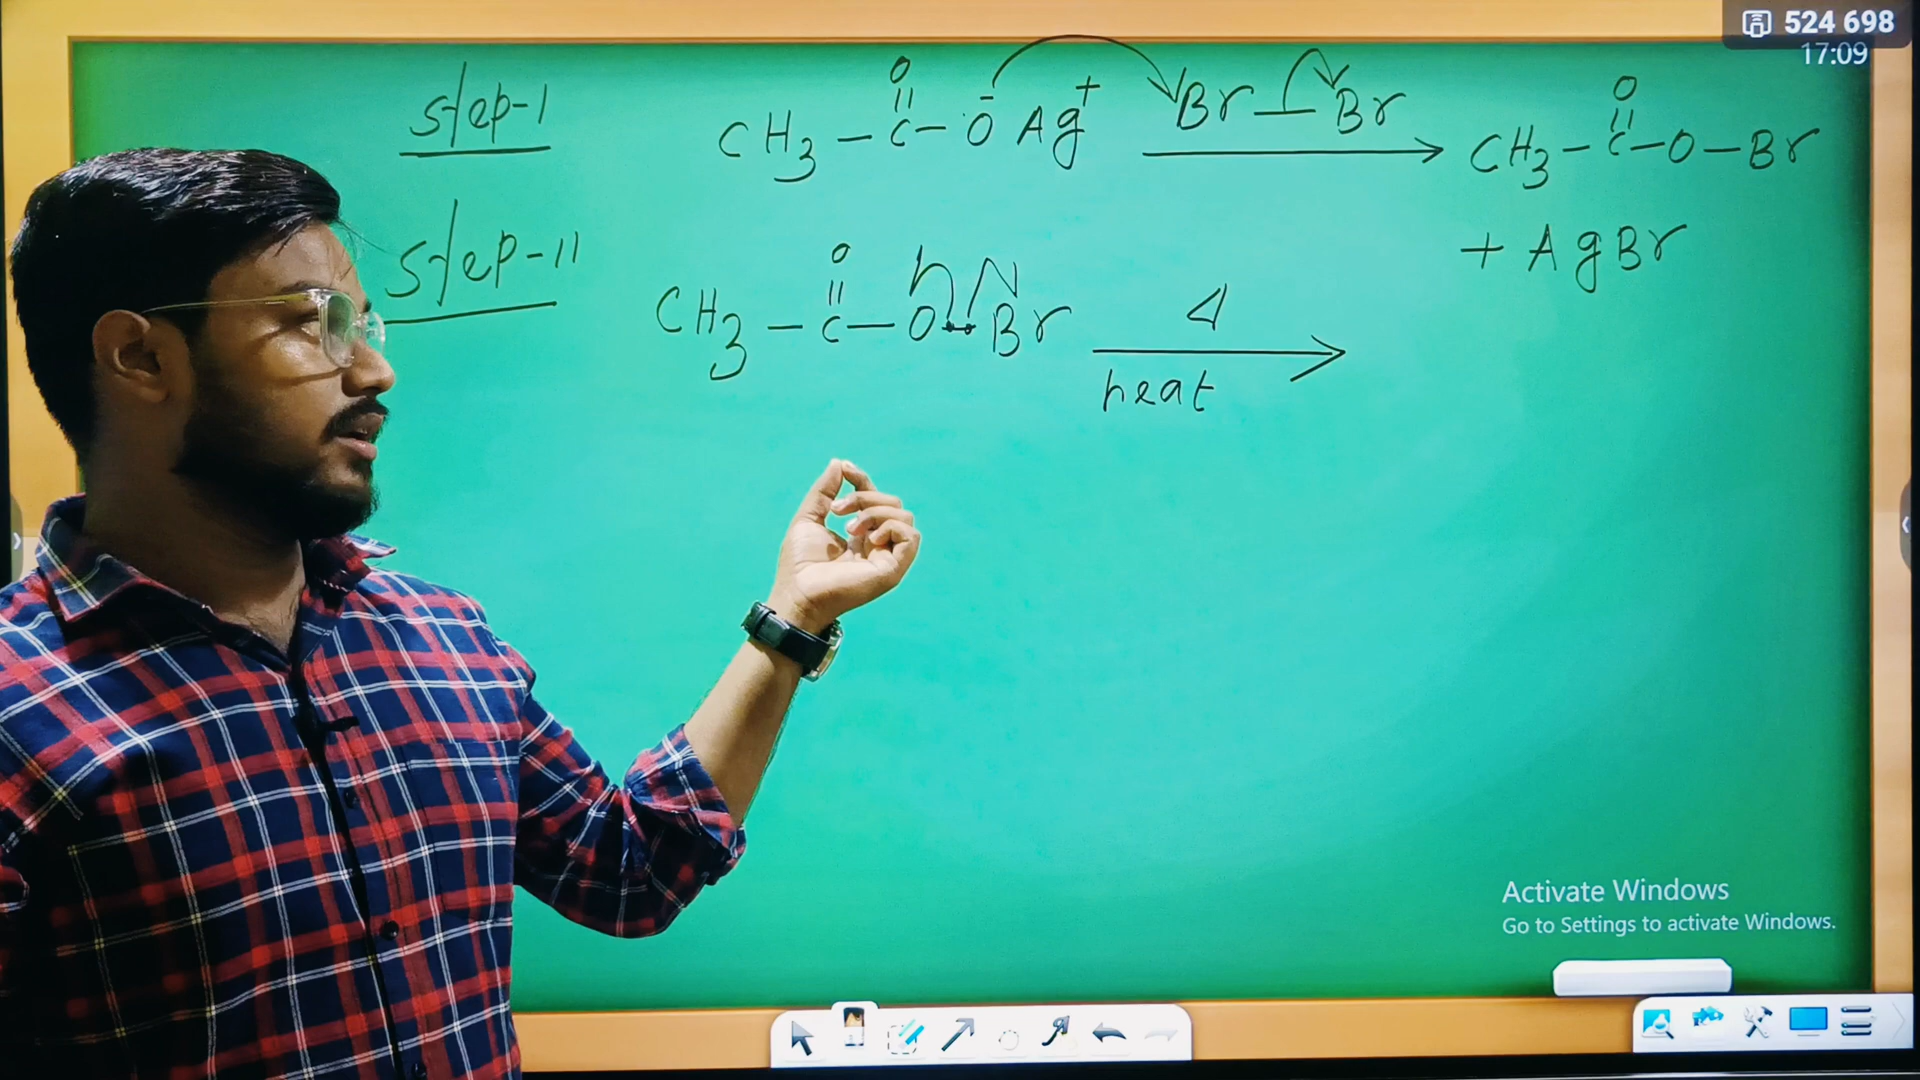 524 698
17:09
Step-I
O
||
CH3 - C - O⁻ Ag⁺ Br - Br → CH3 - C - O - Br
O
||
+ AgBr
Step-II
O
||
CH3 - C - O - Br Δ →
heat
Activate Windows
Go to Settings to activate Windows.